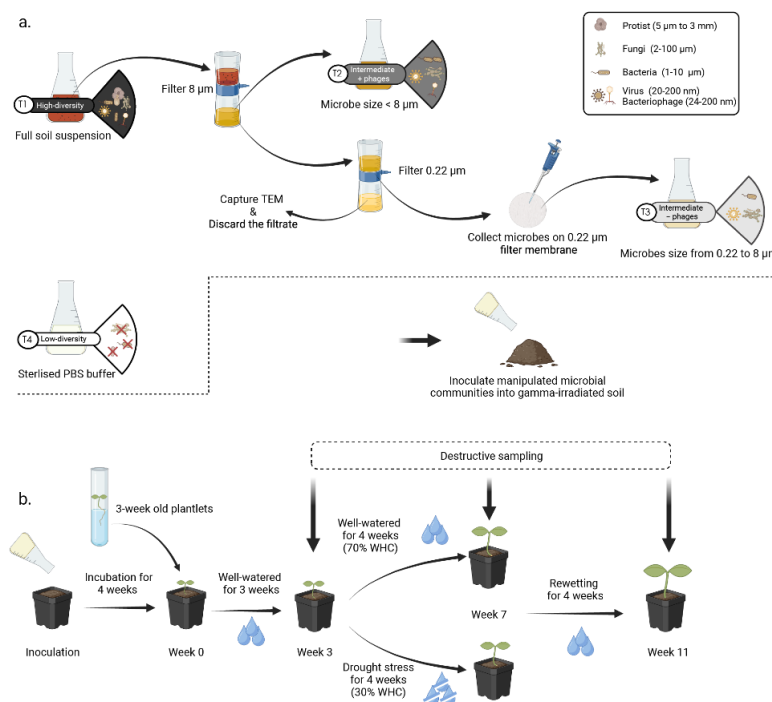 a.
Protist (5 µm to 3 mm)
Fungi (2-100 µm)
Bacteria (1-10 µm)
Virus (20-200 nm)
Bacteriophage (24-200 nm)
T1
High-diversity
Full soil suspension
Filter 8 µm
T2
Intermediate
+ phages
Microbe size < 8 µm
Filter 0.22 µm
Capture TEM
&
Discard the filtrate
Collect microbes on 0.22 µm
filter membrane
T3
Intermediate
– phages
Microbes size from 0.22 to 8 µm
T4
Low-diversity
Sterlised PBS buffer
Inoculate manipulated microbial
communities into gamma-irradiated soil
Destructive sampling
b.
3-week old plantlets
Well-watered
for 4 weeks
(70% WHC)
Incubation for
4 weeks
Well-watered
for 3 weeks
Week 7
Rewetting
for 4 weeks
Inoculation
Week 0
Week 3
Week 11
Drought stress
for 4 weeks
(30% WHC)